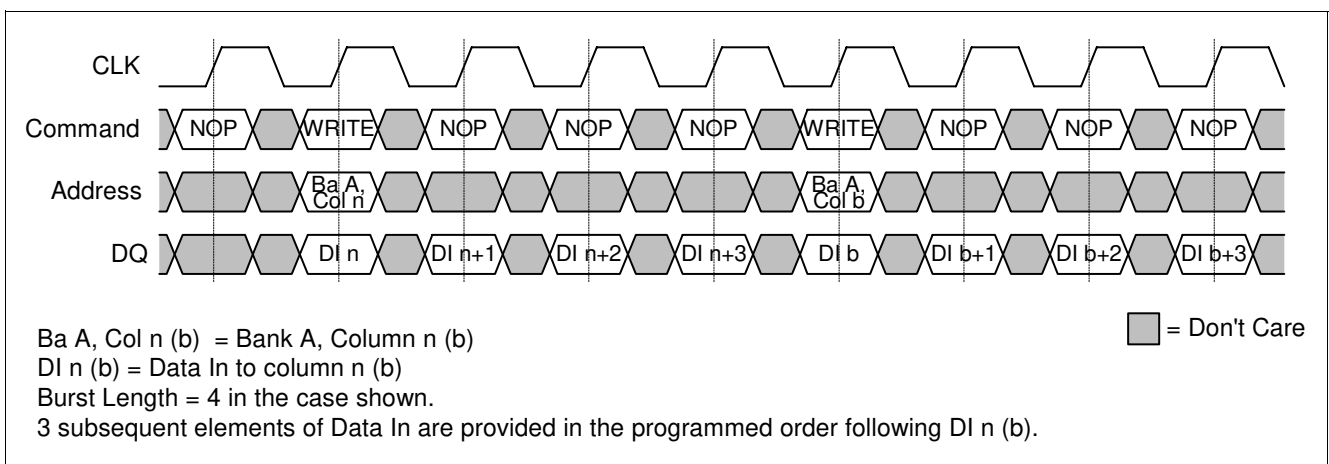 CLK
Command NOP WRITE NOP NOP NOP WRITE NOP NOP NOP
Address Ba A, Col n Ba A, Col b
DQ DI n DI n+1 DI n+2 DI n+3 DI b DI b+1 DI b+2 DI b+3
Ba A, Col n (b) = Bank A, Column n (b)
= Don't Care
DI n (b) = Data In to column n (b)
Burst Length = 4 in the case shown.
3 subsequent elements of Data In are provided in the programmed order following DI n (b).